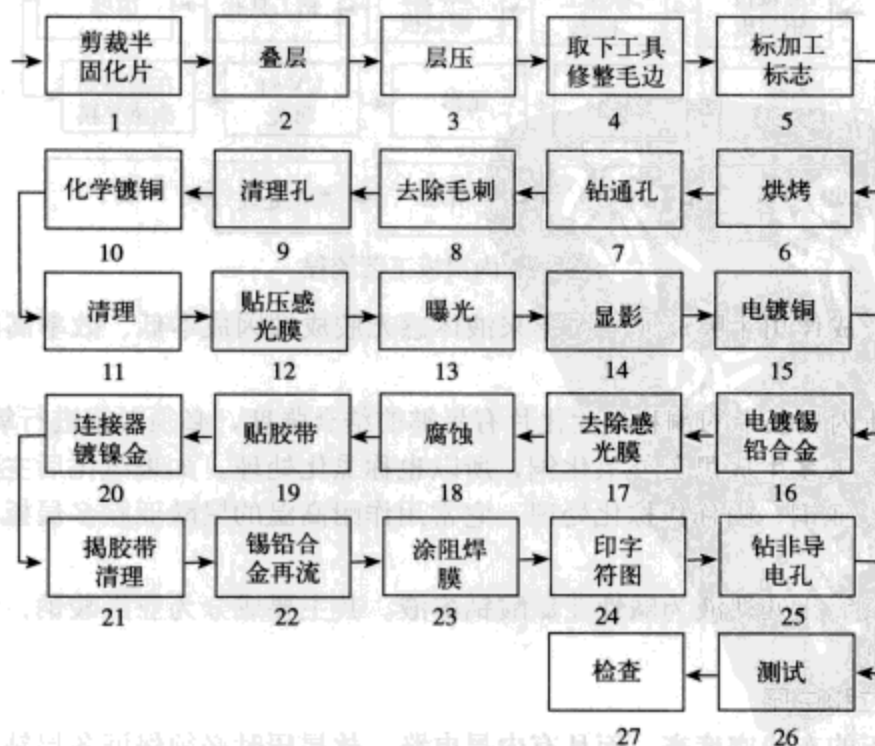 剪裁半
固化片
1
叠层
2
层压
3
取下工具
修整毛边
4
标加工
标志
5
烘烤
6
钻通孔
7
去除毛刺
8
清理孔
9
化学镀铜
10
清理
11
贴压感
光膜
12
曝光
13
显影
14
电镀铜
15
电镀锡
铅合金
16
去除感
光膜
17
腐蚀
18
贴胶带
19
连接器
镀镍金
20
揭胶带
清理
21
锡铅合
金再流
22
涂阻焊
膜
23
印字
符图
24
钻非导
电孔
25
测试
26
检查
27